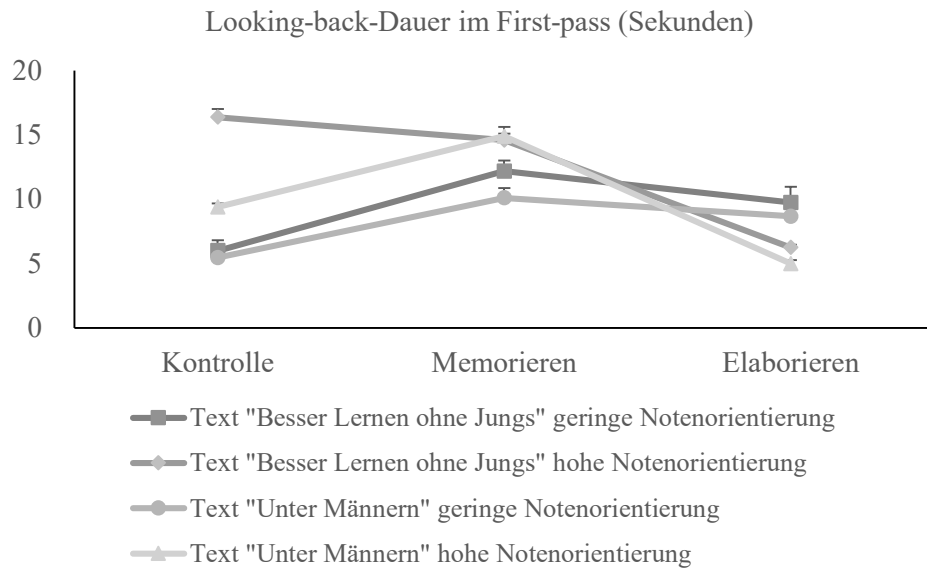 Looking-back-Dauer im First-pass (Sekunden)
20
15
10
5
0
Kontrolle Memorieren Elaborieren
Text "Besser Lernen ohne Jungs" geringe Notenorientierung
Text "Besser Lernen ohne Jungs" hohe Notenorientierung
Text "Unter Männern" geringe Notenorientierung
Text "Unter Männern" hohe Notenorientierung